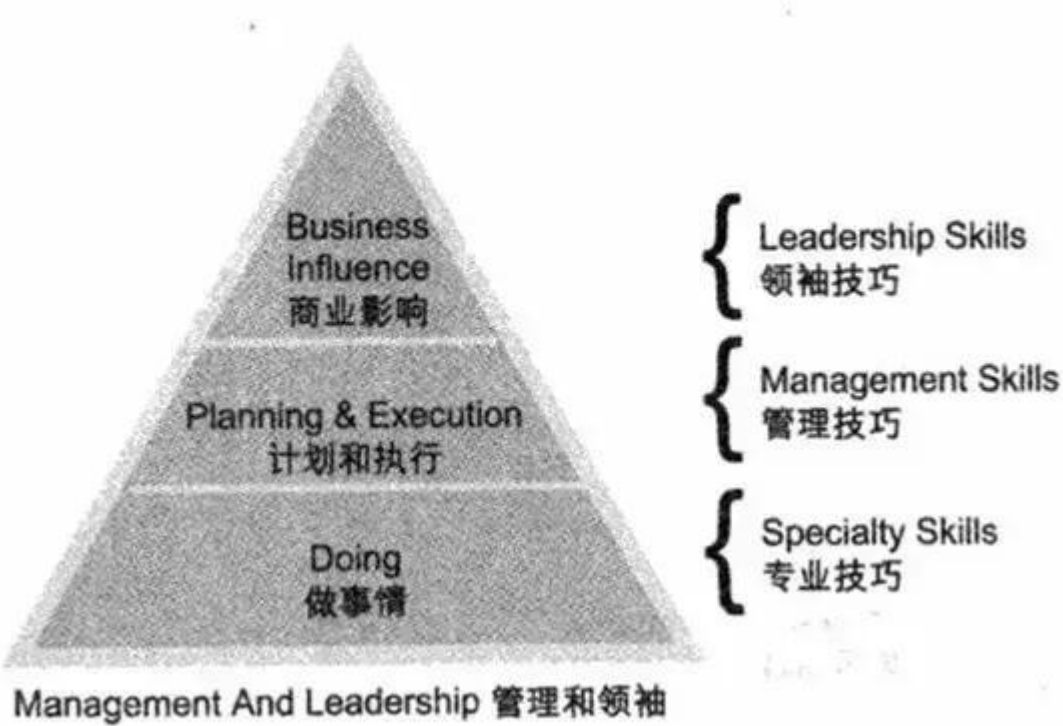 Business
Influence
商业影响
Leadership Skills
领袖技巧
Planning & Execution
计划和执行
Management Skills
管理技巧
Doing
做事情
Specialty Skills
专业技巧
Management And Leadership 管理和领袖